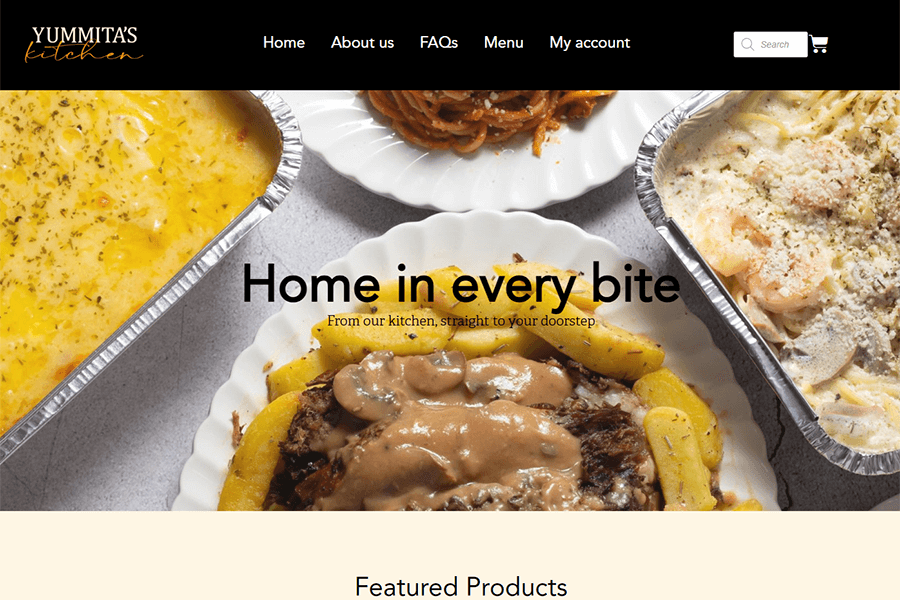 YUMMITA'S
kitchen
Home About us FAQs Menu My account
Search
Home in every bite
From our kitchen, straight to your doorstep
Featured Products